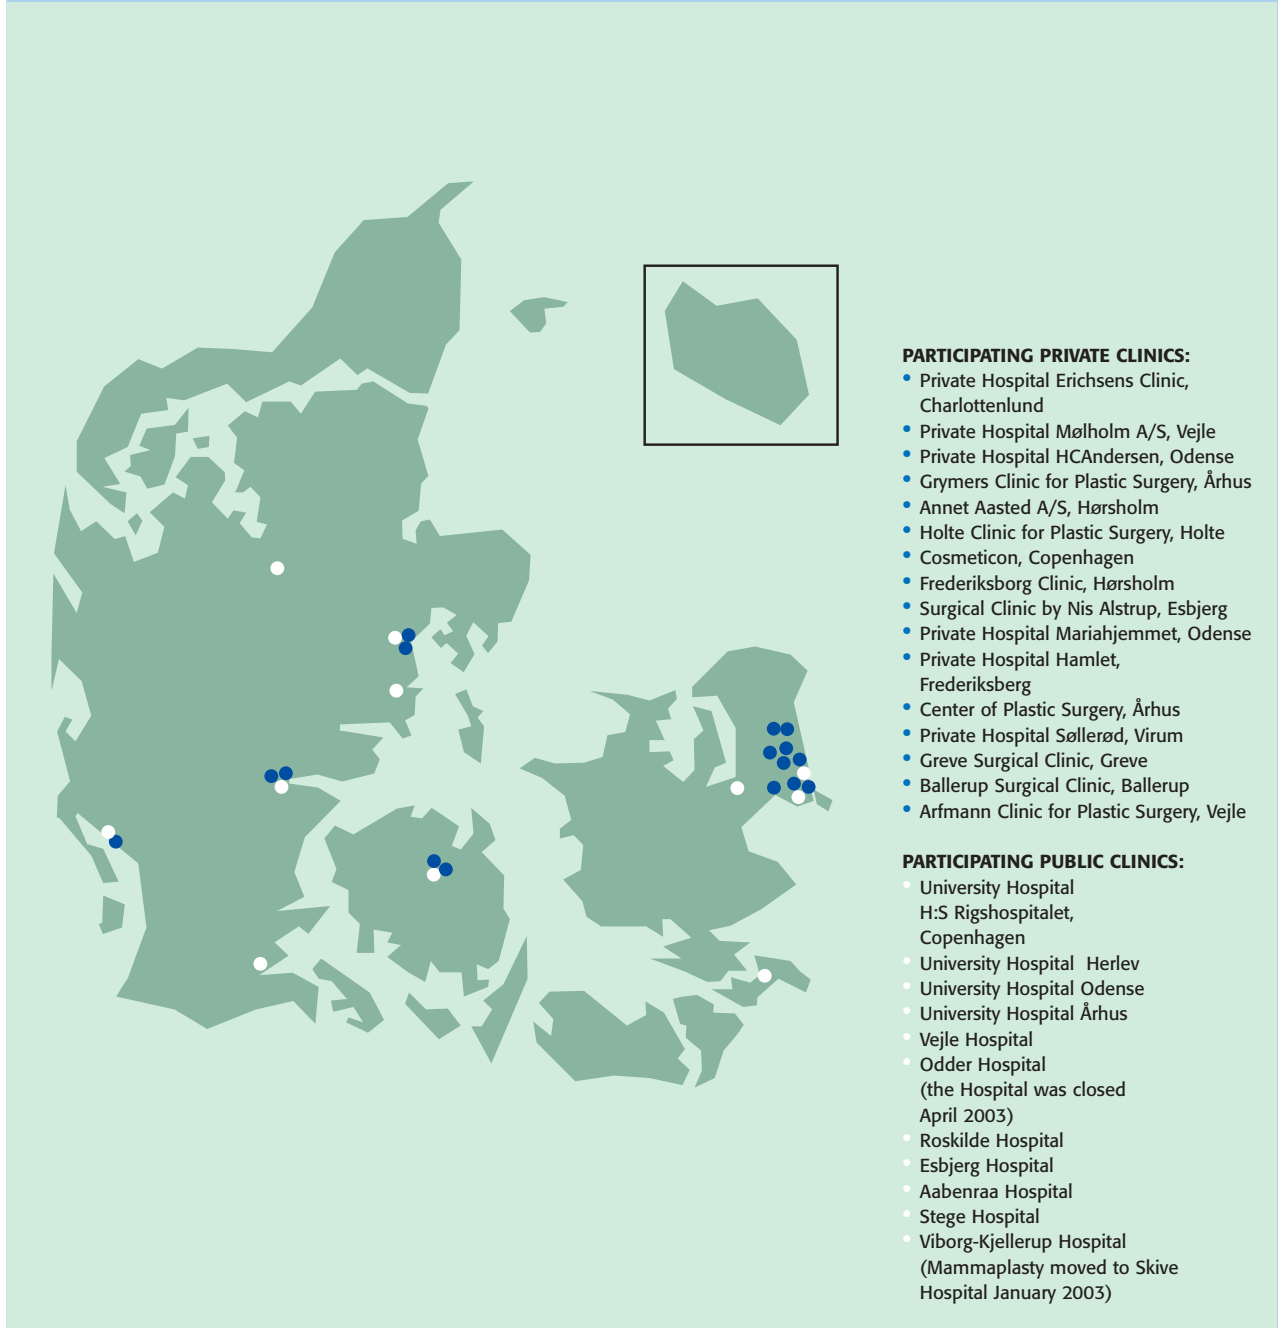 PARTICIPATING PRIVATE CLINICS:
• Private Hospital Erichsens Clinic,
Charlottenlund
• Private Hospital Mølholm A/S, Vejle
• Private Hospital HCAndersen, Odense
• Grymers Clinic for Plastic Surgery, Århus
• Annet Aasted A/S, Hørsholm
• Holte Clinic for Plastic Surgery, Holte
• Cosmeticon, Copenhagen
• Frederiksborg Clinic, Hørsholm
• Surgical Clinic by Nis Alstrup, Esbjerg
• Private Hospital Mariahjemmet, Odense
• Private Hospital Hamlet,
Frederiksberg
• Center of Plastic Surgery, Århus
• Private Hospital Søllerød, Virum
• Greve Surgical Clinic, Greve
• Ballerup Surgical Clinic, Ballerup
• Arfmann Clinic for Plastic Surgery, Vejle
PARTICIPATING PUBLIC CLINICS:
• University Hospital
H:S Rigshospitalet,
Copenhagen
• University Hospital Herlev
• University Hospital Odense
• University Hospital Århus
• Vejle Hospital
• Odder Hospital
(the Hospital was closed
April 2003)
• Roskilde Hospital
• Esbjerg Hospital
• Aabenraa Hospital
• Stege Hospital
• Viborg-Kjellerup Hospital
(Mammaplasty moved to Skive
Hospital January 2003)